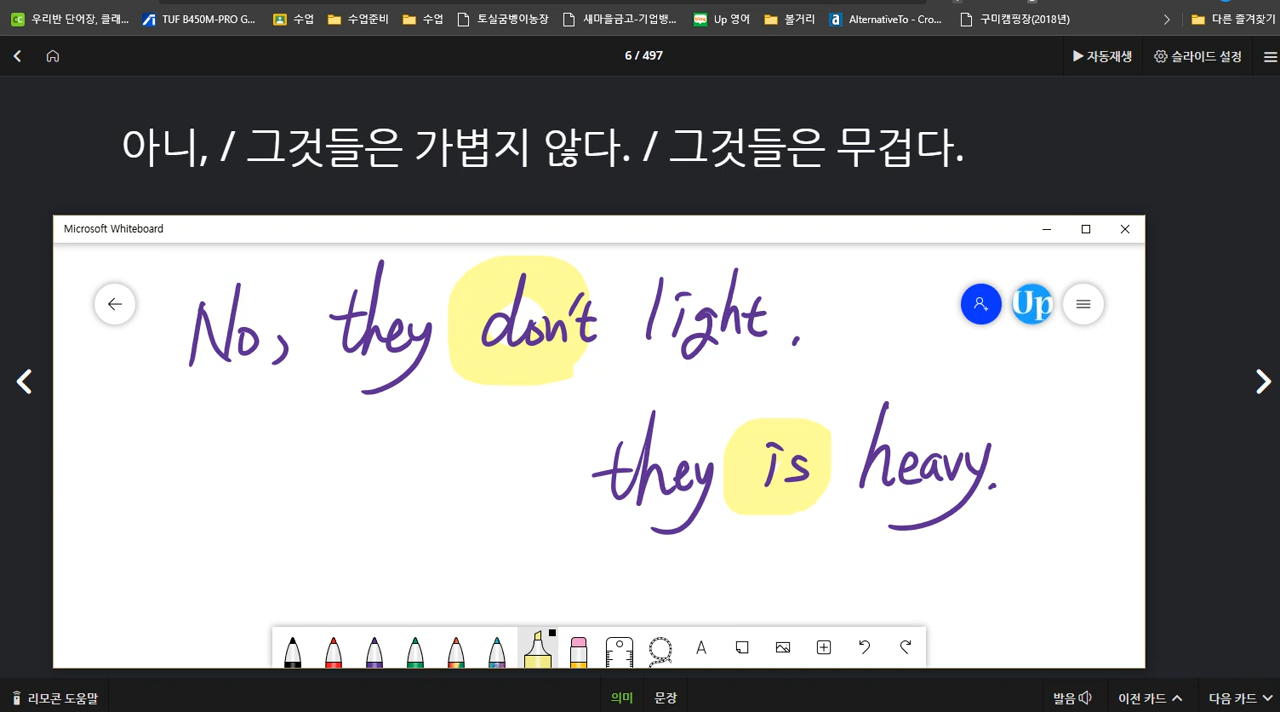 우리반 단어장, 클래... TUF B450M-PRO G... 수업 수업준비 수업 토실굼벵이농장 새마을금고-기업뱅... Up 영어 볼거리 AlternativeTo - Cro... 구미캠핑장(2018년) 다른 즐겨찾기
6 / 497 자동재생 슬라이드 설정
아니, / 그것들은 가볍지 않다. / 그것들은 무겁다.
Microsoft Whiteboard
No, they don't light.
Up
they is heavy.
리모콘 도움말 의미 문장 발음 이전 카드 다음 카드